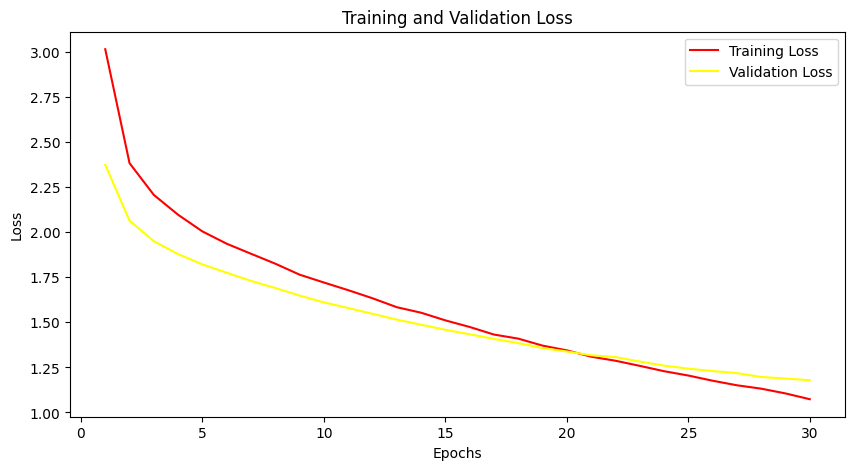 Training and Validation Loss
Training Loss
Validation Loss
Loss
3.00
2.75
2.50
2.25
2.00
1.75
1.50
1.25
1.00
0 5 10 15 20 25 30
Epochs